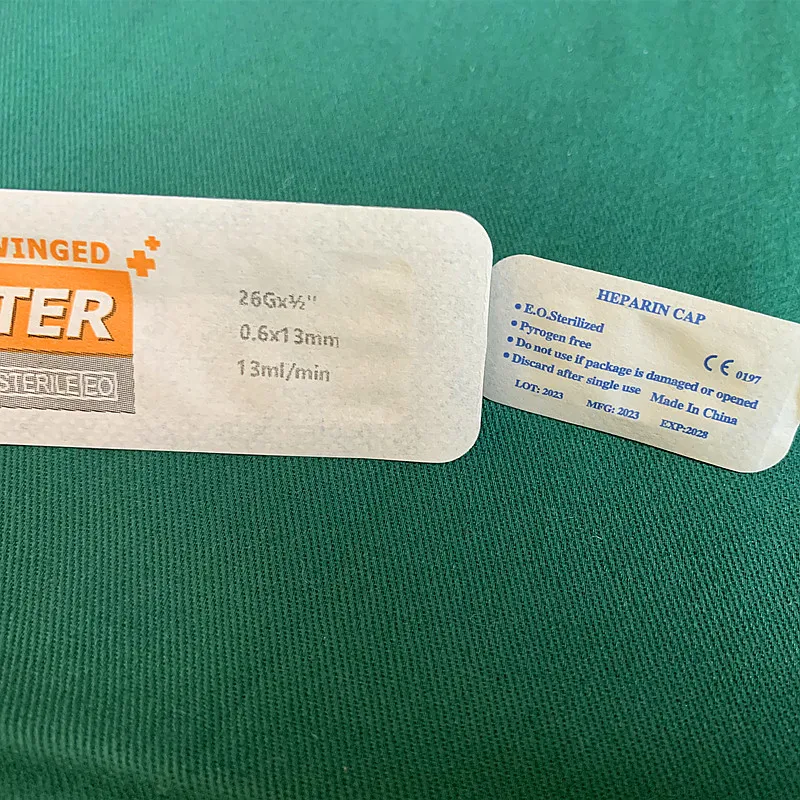 WINGED
TER
STERILE EO
26Gx½"
0.6x13mm
13ml/min
HEPARIN CAP
• E.O.Sterilized
• Pyrogen free
• Do not use if package is damaged or opened
• Discard after single use Made In China
CE 0197
LOT: 2023 MFG: 2023 EXP:2028